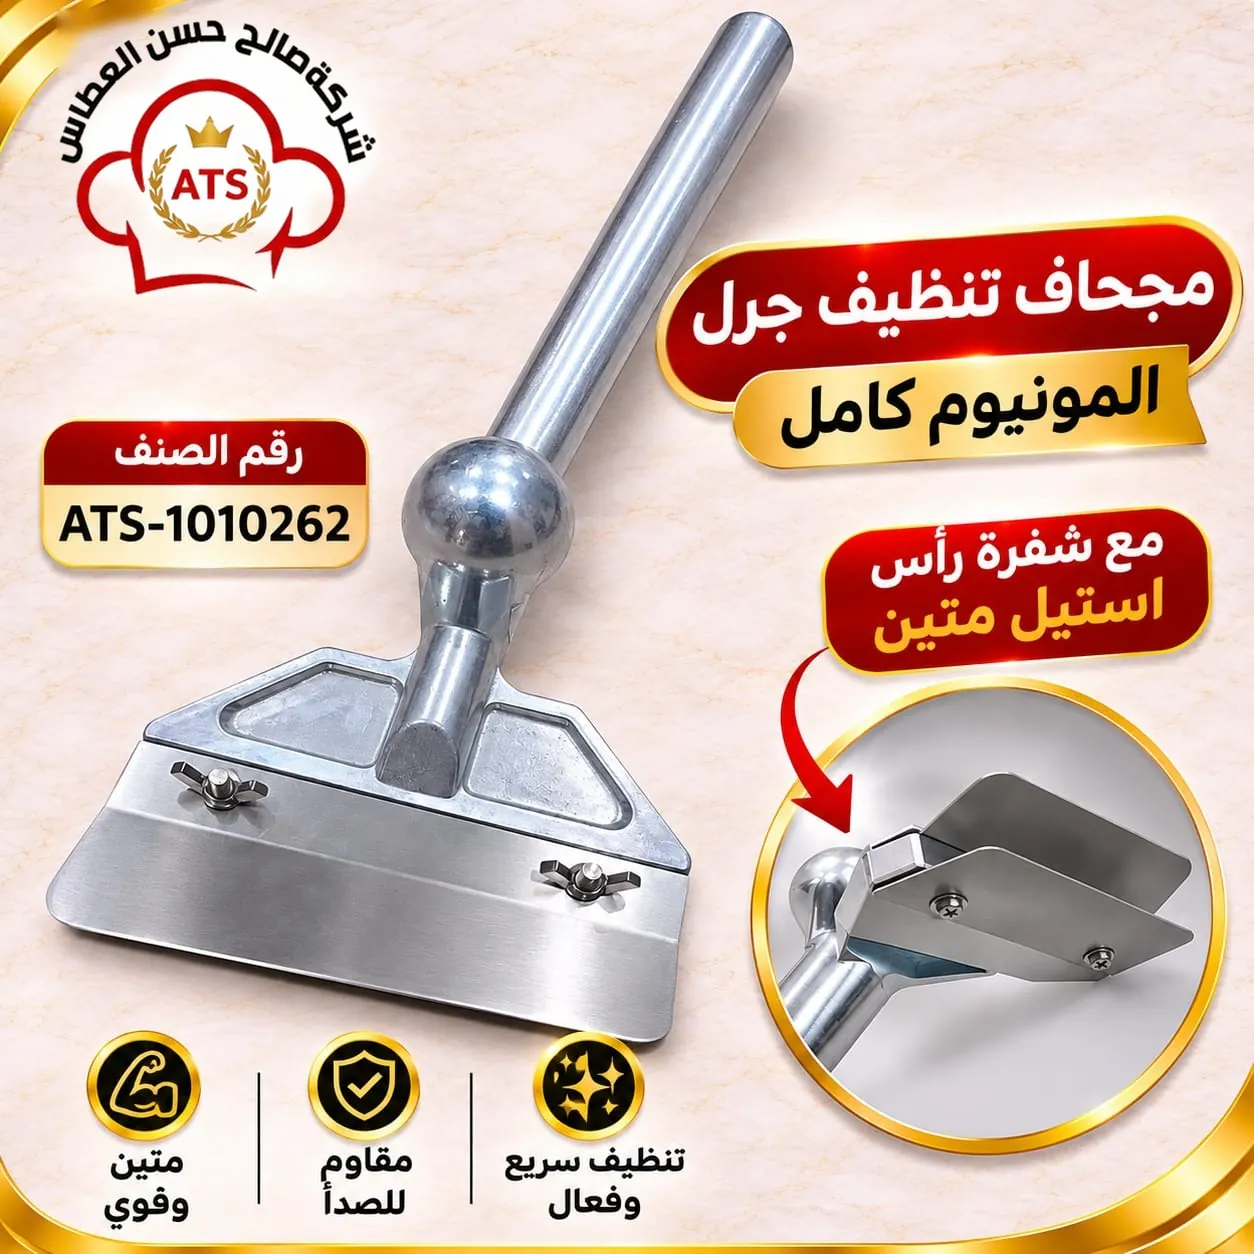 شركة صالح حسن العطاس
ATS
مجحاف تنظيف جرل
المونيوم كامل
رقم الصنف
ATS-1010262
مع شفرة رأس
استيل متين
متين
وقوي
مقاوم
للصدأ
تنظيف سريع
وفعال